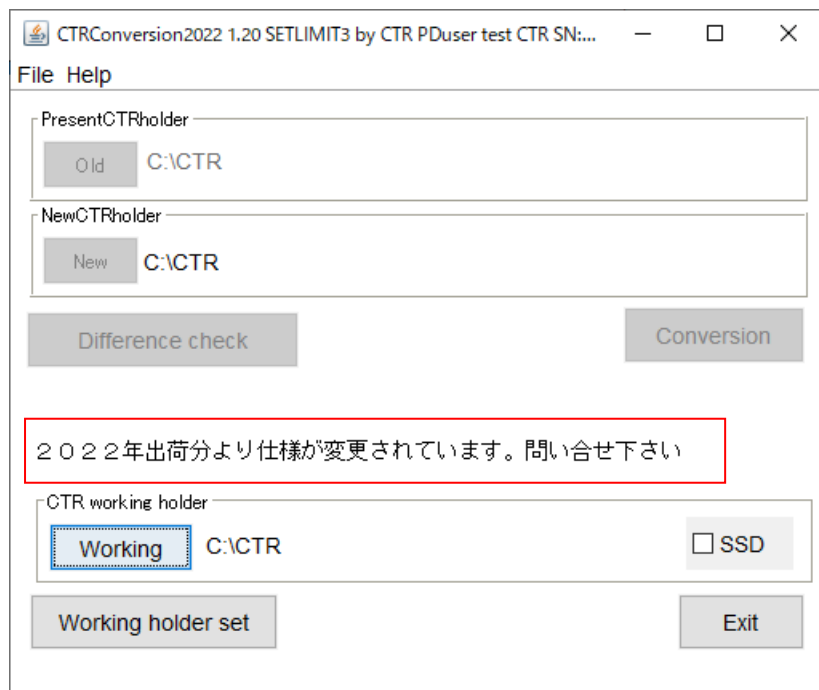 CTRConversion2022 1.20 SETLIMIT3 by CTR PDuser test CTR SN:...
File Help
PresentCTRholder
Old C:\CTR
NewCTRholder
New C:\CTR
Difference check Conversion
２０２２年出荷分より仕様が変更されています。問い合せ下さい
CTR working holder
Working C:\CTR SSD
Working holder set Exit